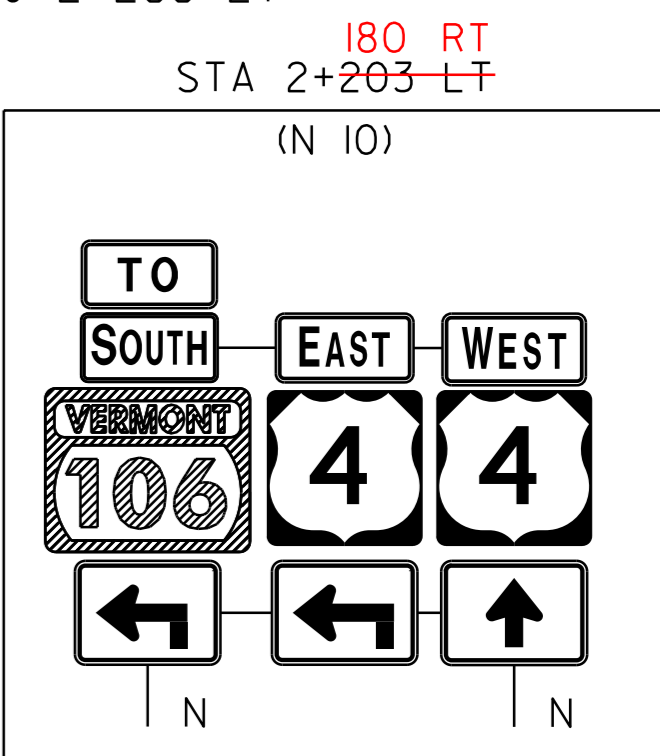 180 RT
STA 2+203 LT
(N 10)
TO
SOUTH EAST WEST
VERMONT
106 4 4
N N